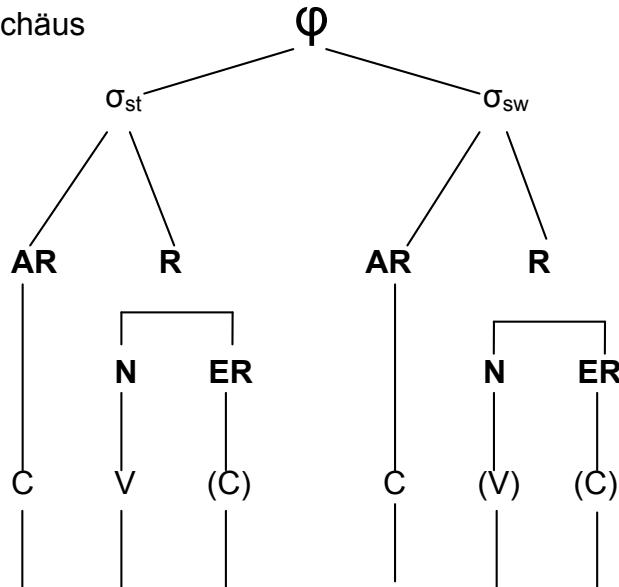 chäus
φ
σst σsw
AR R AR R
N ER N ER
C V (C) C (V) (C)